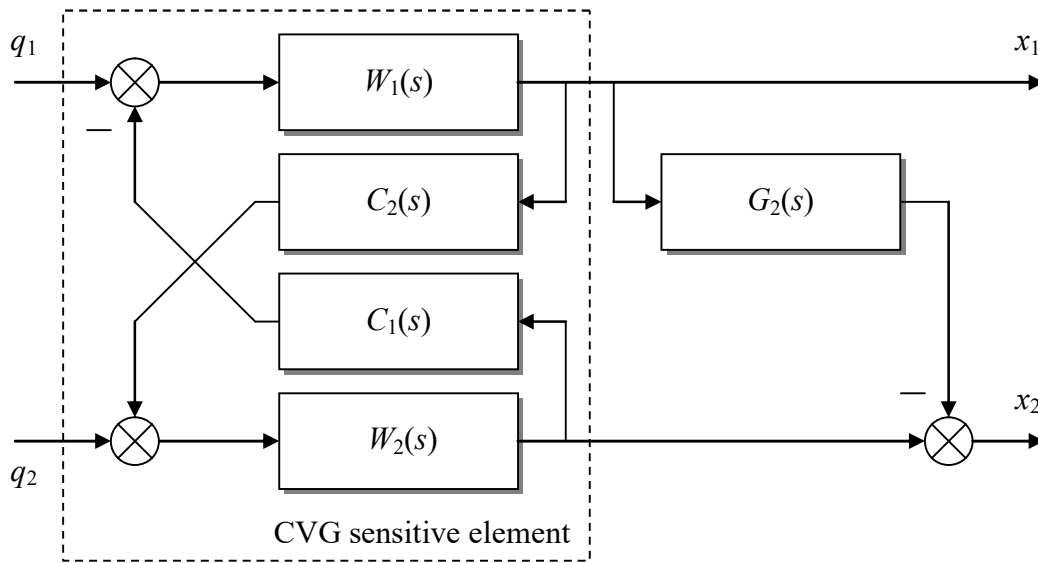 q₁
x₁
W₁(s)
—
C₂(s)
G₂(s)
C₁(s)
—
x₂
W₂(s)
q₂
CVG sensitive element